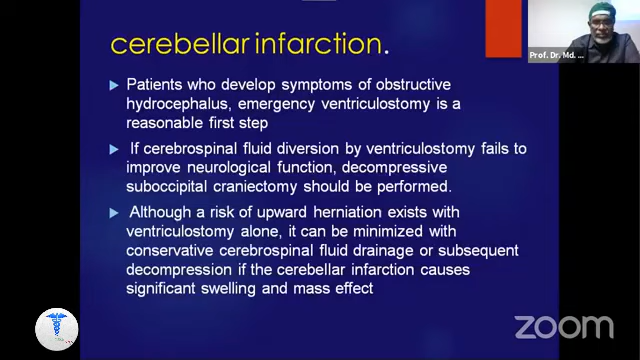 cerebellar infarction.
Patients who develop symptoms of obstructive
hydrocephalus, emergency ventriculostomy is a
reasonable first step
If cerebrospinal fluid diversion by ventriculostomy fails to
improve neurological function, decompressive
suboccipital craniectomy should be performed.
Although a risk of upward herniation exists with
ventriculostomy alone, it can be minimized with
conservative cerebrospinal fluid drainage or subsequent
decompression if the cerebellar infarction causes
significant swelling and mass effect
Prof. Dr. Md. ...
zoom